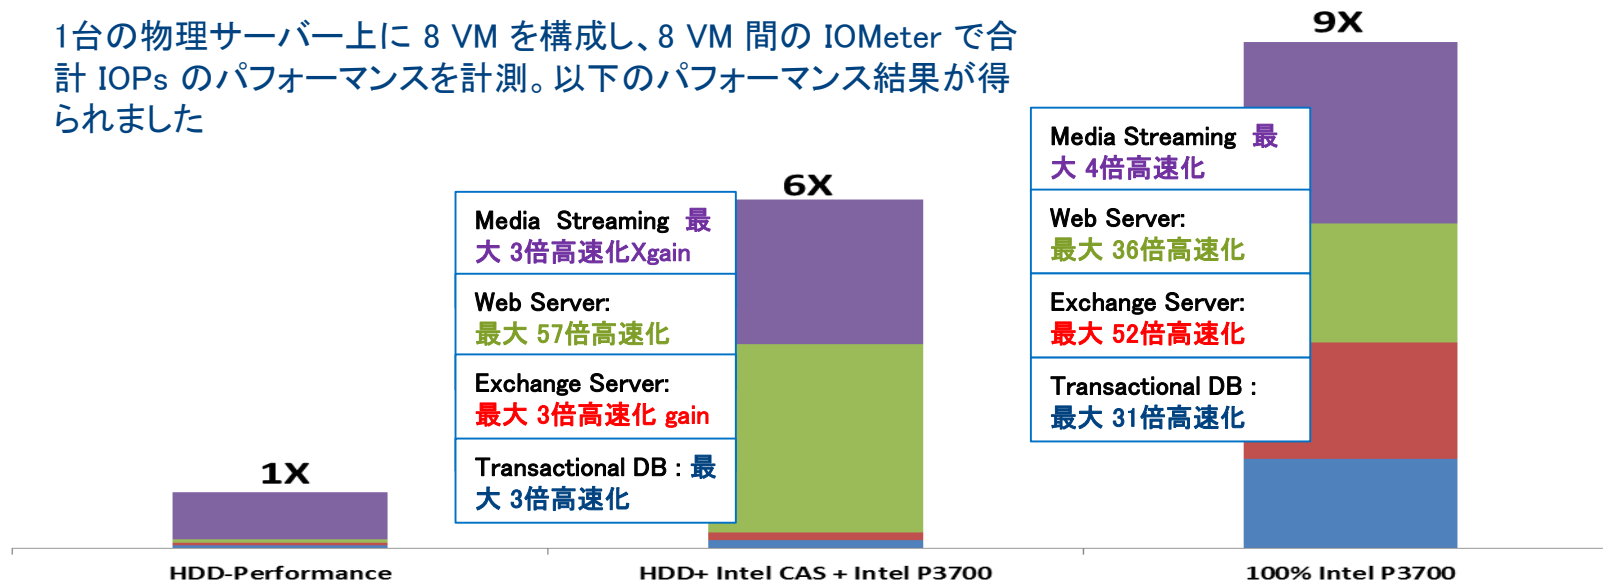 1台の物理サーバー上に 8 VM を構成し、8 VM 間の IOMeter で合
計 IOPs のパフォーマンスを計測。以下のパフォーマンス結果が得
られました
1X
HDD-Performance
6X
Media Streaming 最
大 3倍高速化Xgain
Web Server:
最大 57倍高速化
Exchange Server:
最大 3倍高速化 gain
Transactional DB : 最
大 3倍高速化
HDD+ Intel CAS + Intel P3700
9X
Media Streaming 最
大 4倍高速化
Web Server:
最大 36倍高速化
Exchange Server:
最大 52倍高速化
Transactional DB :
最大 31倍高速化
100% Intel P3700